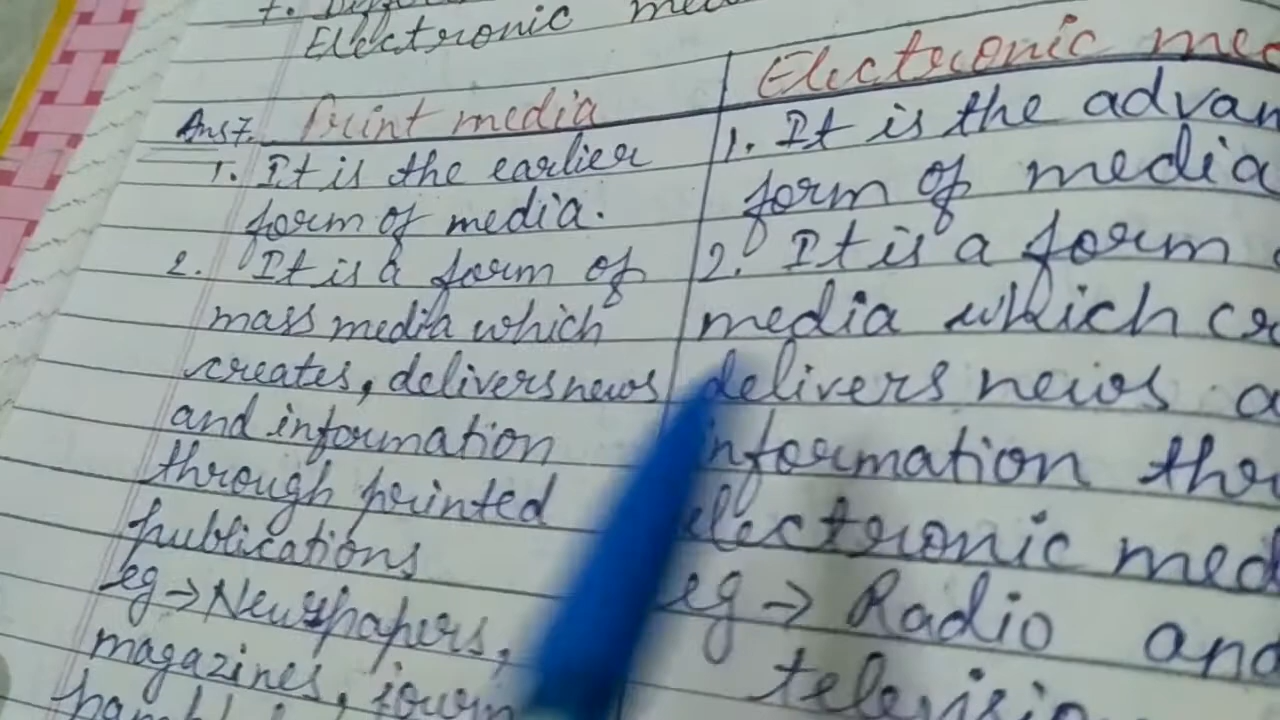 7.
Electronic
Ans7. Print media
1. It is the earlier
form of media.
2. It is a form of
mass media which
creates, delivers news
and information
through printed
publications
eg → Newspapers,
magazines,
Electronic
1. It is the
form of media
2. It is a form
media which
delivers news
information
electronic
eg → Radio and